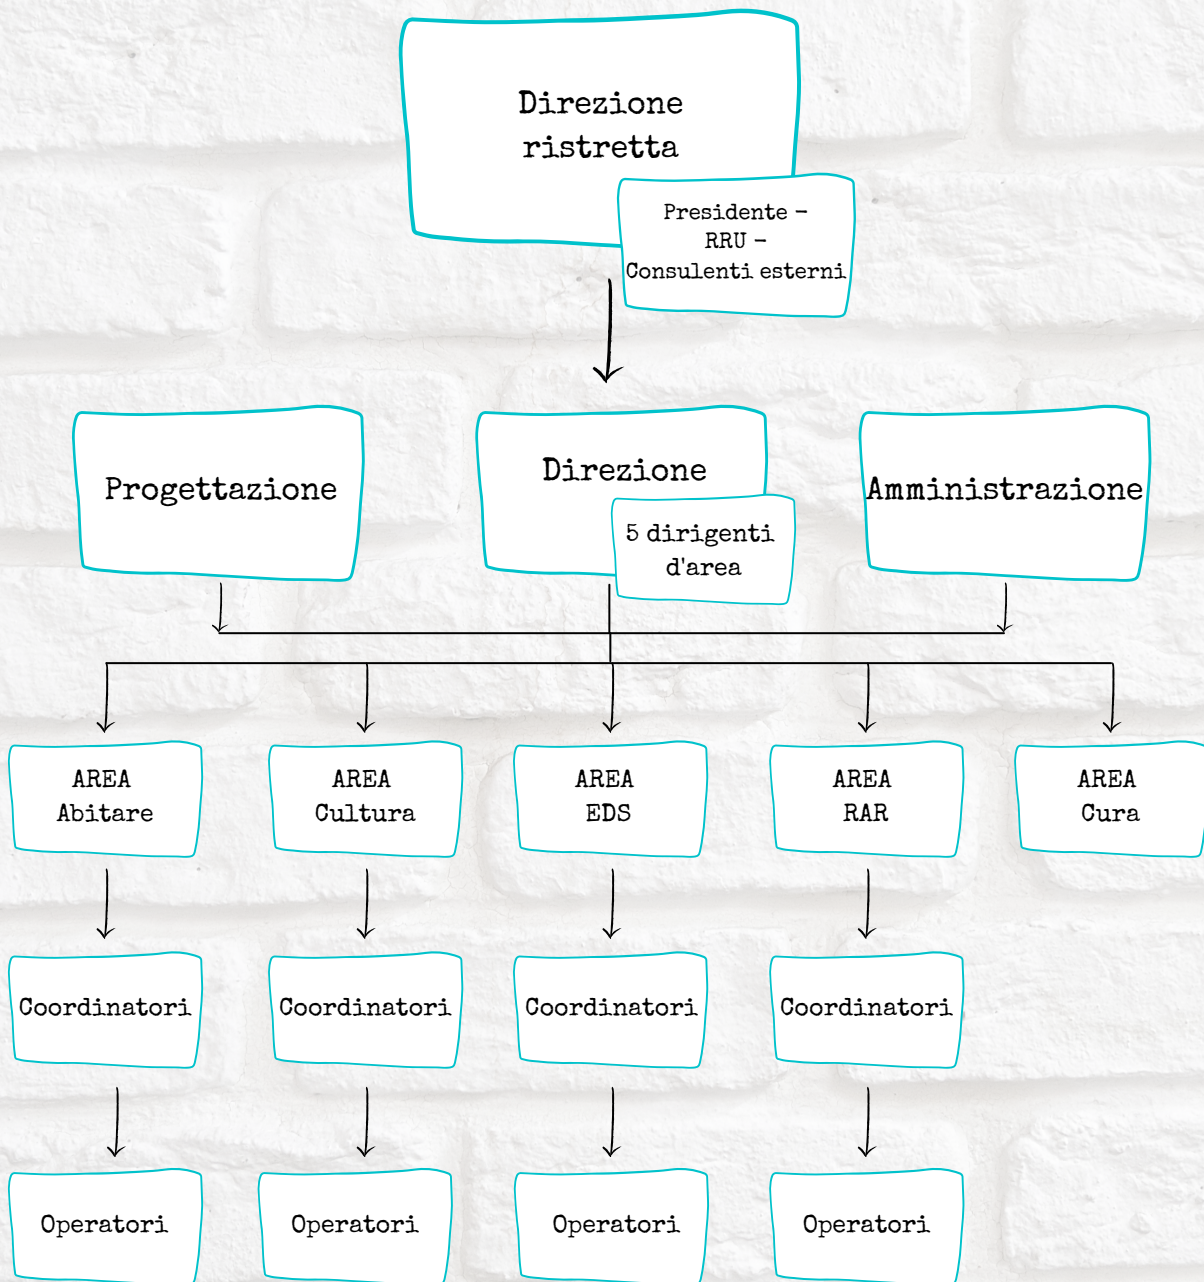 Direzione
ristretta
Presidente -
RRU -
Consulenti esterni
Progettazione
Direzione
5 dirigenti
d'area
Amministrazione
AREA
Abitare
AREA
Cultura
AREA
EDS
AREA
RAR
AREA
Cura
Coordinatori
Coordinatori
Coordinatori
Coordinatori
Operatori
Operatori
Operatori
Operatori